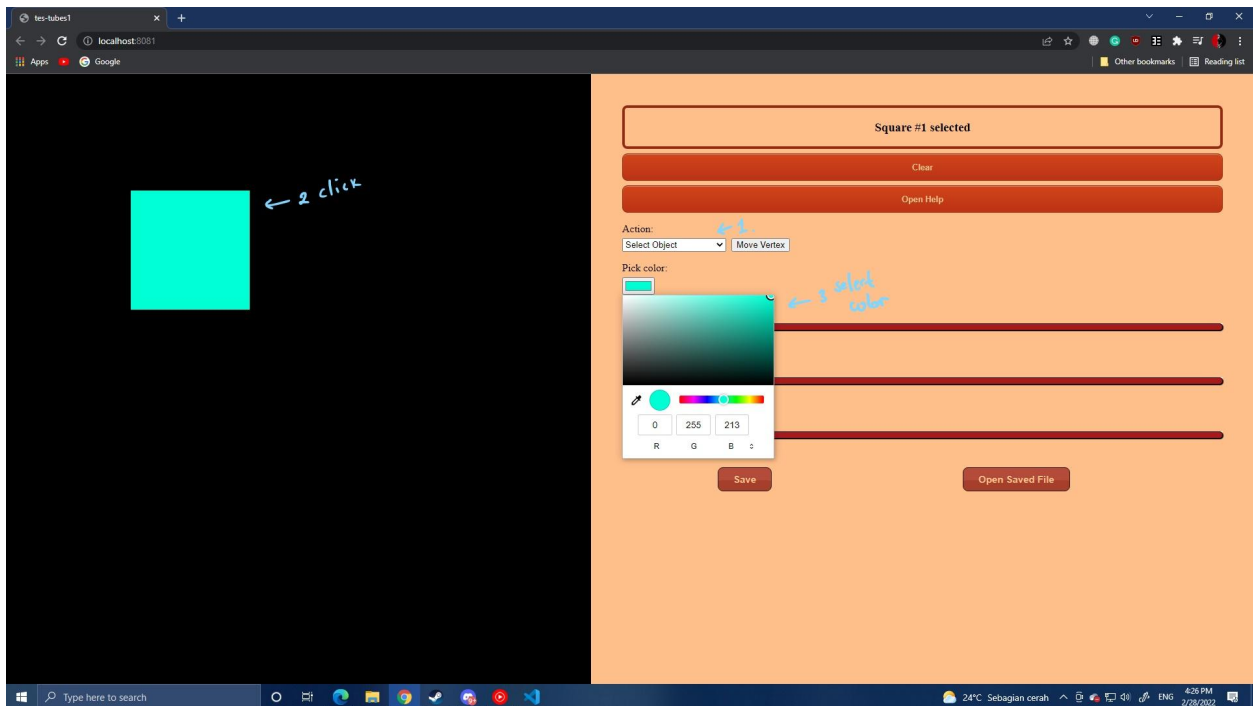 tes-tubes1
localhost:8081
Apps
Google
Other bookmarks
Reading list
Square #1 selected
Clear
Open Help
← 2 click
Action:
← 1.
Select Object
Move Vertex
Pick color:
← 3 select
color
0 255 213
R G B
Save
Open Saved File
Type here to search
24°C Sebagian cerah
ENG
4:26 PM
2/28/2022